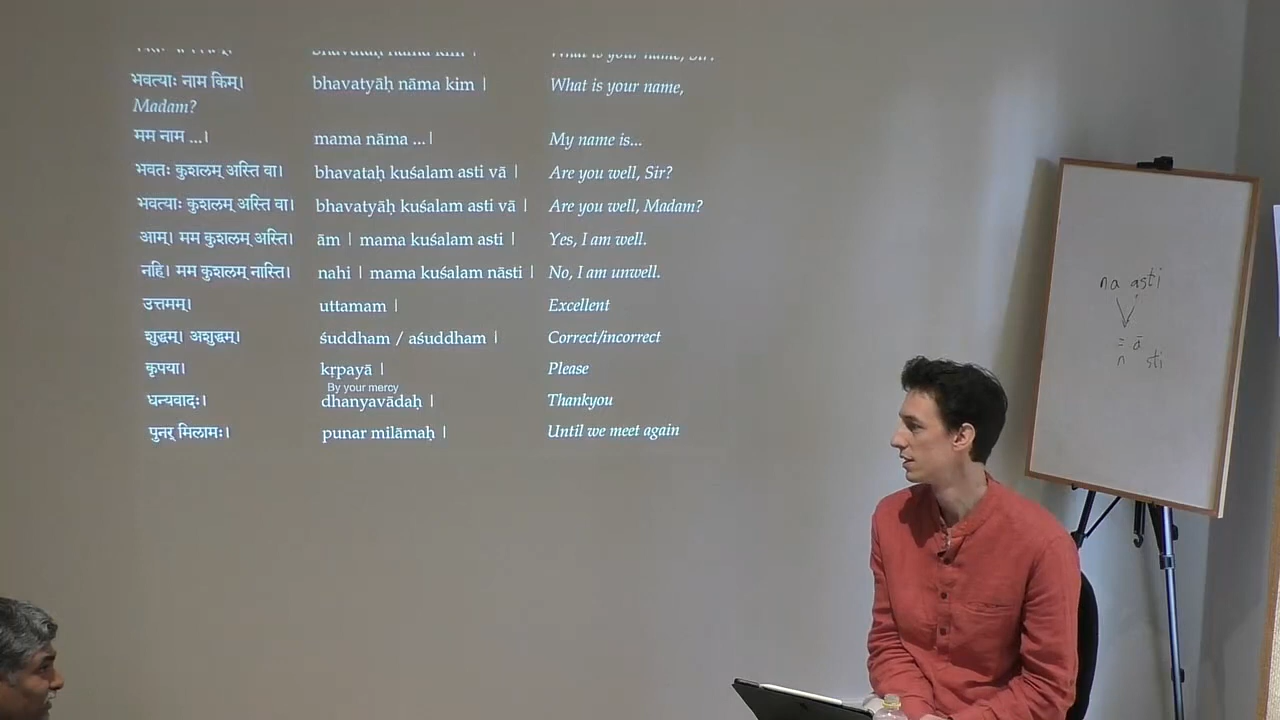 भवत्याः नाम किम्। bhavatyāḥ nāma kim | What is your name,
Madam?
मम नाम ...। mama nāma ... | My name is...
भवतः कुशलम् अस्ति वा। bhavataḥ kuśalam asti vā | Are you well, Sir?
भवत्याः कुशलम् अस्ति वा। bhavatyāḥ kuśalam asti vā | Are you well, Madam?
आम्। मम कुशलम् अस्ति। ām | mama kuśalam asti | Yes, I am well.
नहि। मम कुशलम् नास्ति। nahi | mama kuśalam nāsti | No, I am unwell.
उत्तमम्। uttamam | Excellent
शुद्धम्। अशुद्धम्। śuddham / aśuddham | Correct/incorrect
कृपया। kṛpayā | Please
By your mercy
धन्यवादः। dhanyavādaḥ | Thankyou
पुनर् मिलामः। punar milāmaḥ | Until we meet again
na asti
= ā
n sti